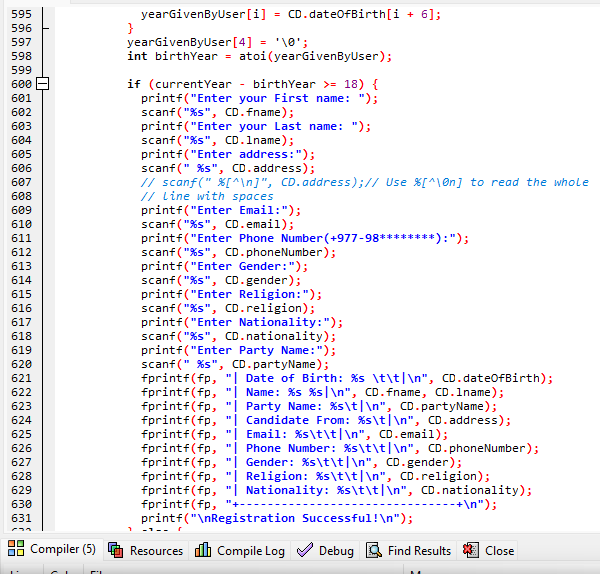 595 yearGivenByUser[i] = CD.dateOfBirth[i + 6];
596 }
597 yearGivenByUser[4] = '\0';
598 int birthYear = atoi(yearGivenByUser);
599
600 if (currentYear - birthYear >= 18) {
601 printf("Enter your First name: ");
602 scanf("%s", CD.fname);
603 printf("Enter your Last name: ");
604 scanf("%s", CD.lname);
605 printf("Enter address:");
606 scanf(" %s", CD.address);
607 // scanf(" %[^\n]", CD.address);// Use %[^\0n] to read the whole
608 // line with spaces
609 printf("Enter Email:");
610 scanf("%s", CD.email);
611 printf("Enter Phone Number(+977-98********):");
612 scanf("%s", CD.phoneNumber);
613 printf("Enter Gender:");
614 scanf("%s", CD.gender);
615 printf("Enter Religion:");
616 scanf("%s", CD.religion);
617 printf("Enter Nationality:");
618 scanf("%s", CD.nationality);
619 printf("Enter Party Name:");
620 scanf(" %s", CD.partyName);
621 fprintf(fp, "| Date of Birth: %s \t\t|\n", CD.dateOfBirth);
622 fprintf(fp, "| Name: %s %s|\n", CD.fname, CD.lname);
623 fprintf(fp, "| Party Name: %s\t|\n", CD.partyName);
624 fprintf(fp, "| Candidate From: %s\t|\n", CD.address);
625 fprintf(fp, "| Email: %s\t\t|\n", CD.email);
626 fprintf(fp, "| Phone Number: %s\t\t|\n", CD.phoneNumber);
627 fprintf(fp, "| Gender: %s\t\t|\n", CD.gender);
628 fprintf(fp, "| Religion: %s\t\t|\n", CD.religion);
629 fprintf(fp, "| Nationality: %s\t\t|\n", CD.nationality);
630 fprintf(fp, "+-------------------------------+\n");
631 printf("\nRegistration Successful!\n");
Compiler (5) Resources Compile Log Debug Find Results Close